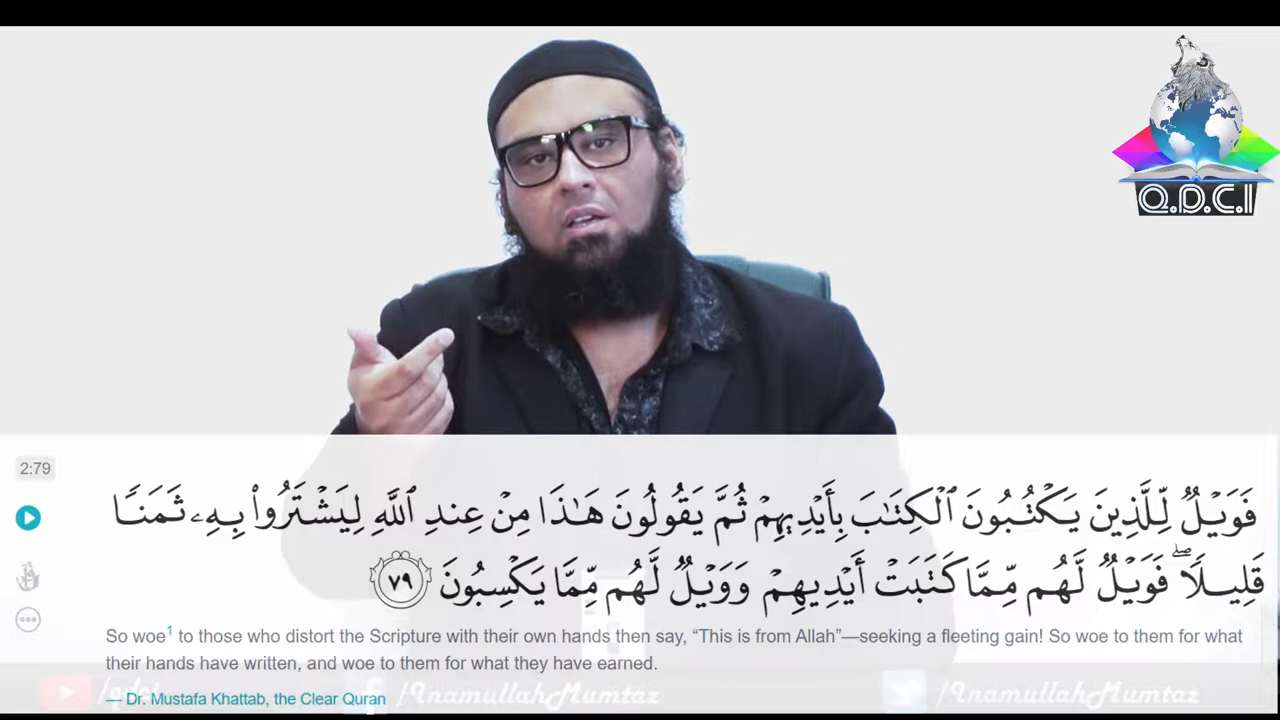 Q.D.C.I
2:79
فَوَيْلٌ لِّلَّذِينَ يَكْتُبُونَ ٱلْكِتَـٰبَ بِأَيْدِيهِمْ ثُمَّ يَقُولُونَ هَـٰذَا مِنْ عِندِ ٱللَّهِ لِيَشْتَرُوا۟ بِهِۦ ثَمَنًا
قَلِيلًا ۖ فَوَيْلٌ لَّهُم مِّمَّا كَتَبَتْ أَيْدِيهِمْ وَوَيْلٌ لَّهُم مِّمَّا يَكْسِبُونَ ٧٩
So woe1 to those who distort the Scripture with their own hands then say, “This is from Allah”—seeking a fleeting gain! So woe to them for what
their hands have written, and woe to them for what they have earned.
/InamullahMumtaz /InamullahMumtaz
— Dr. Mustafa Khattab, the Clear Quran